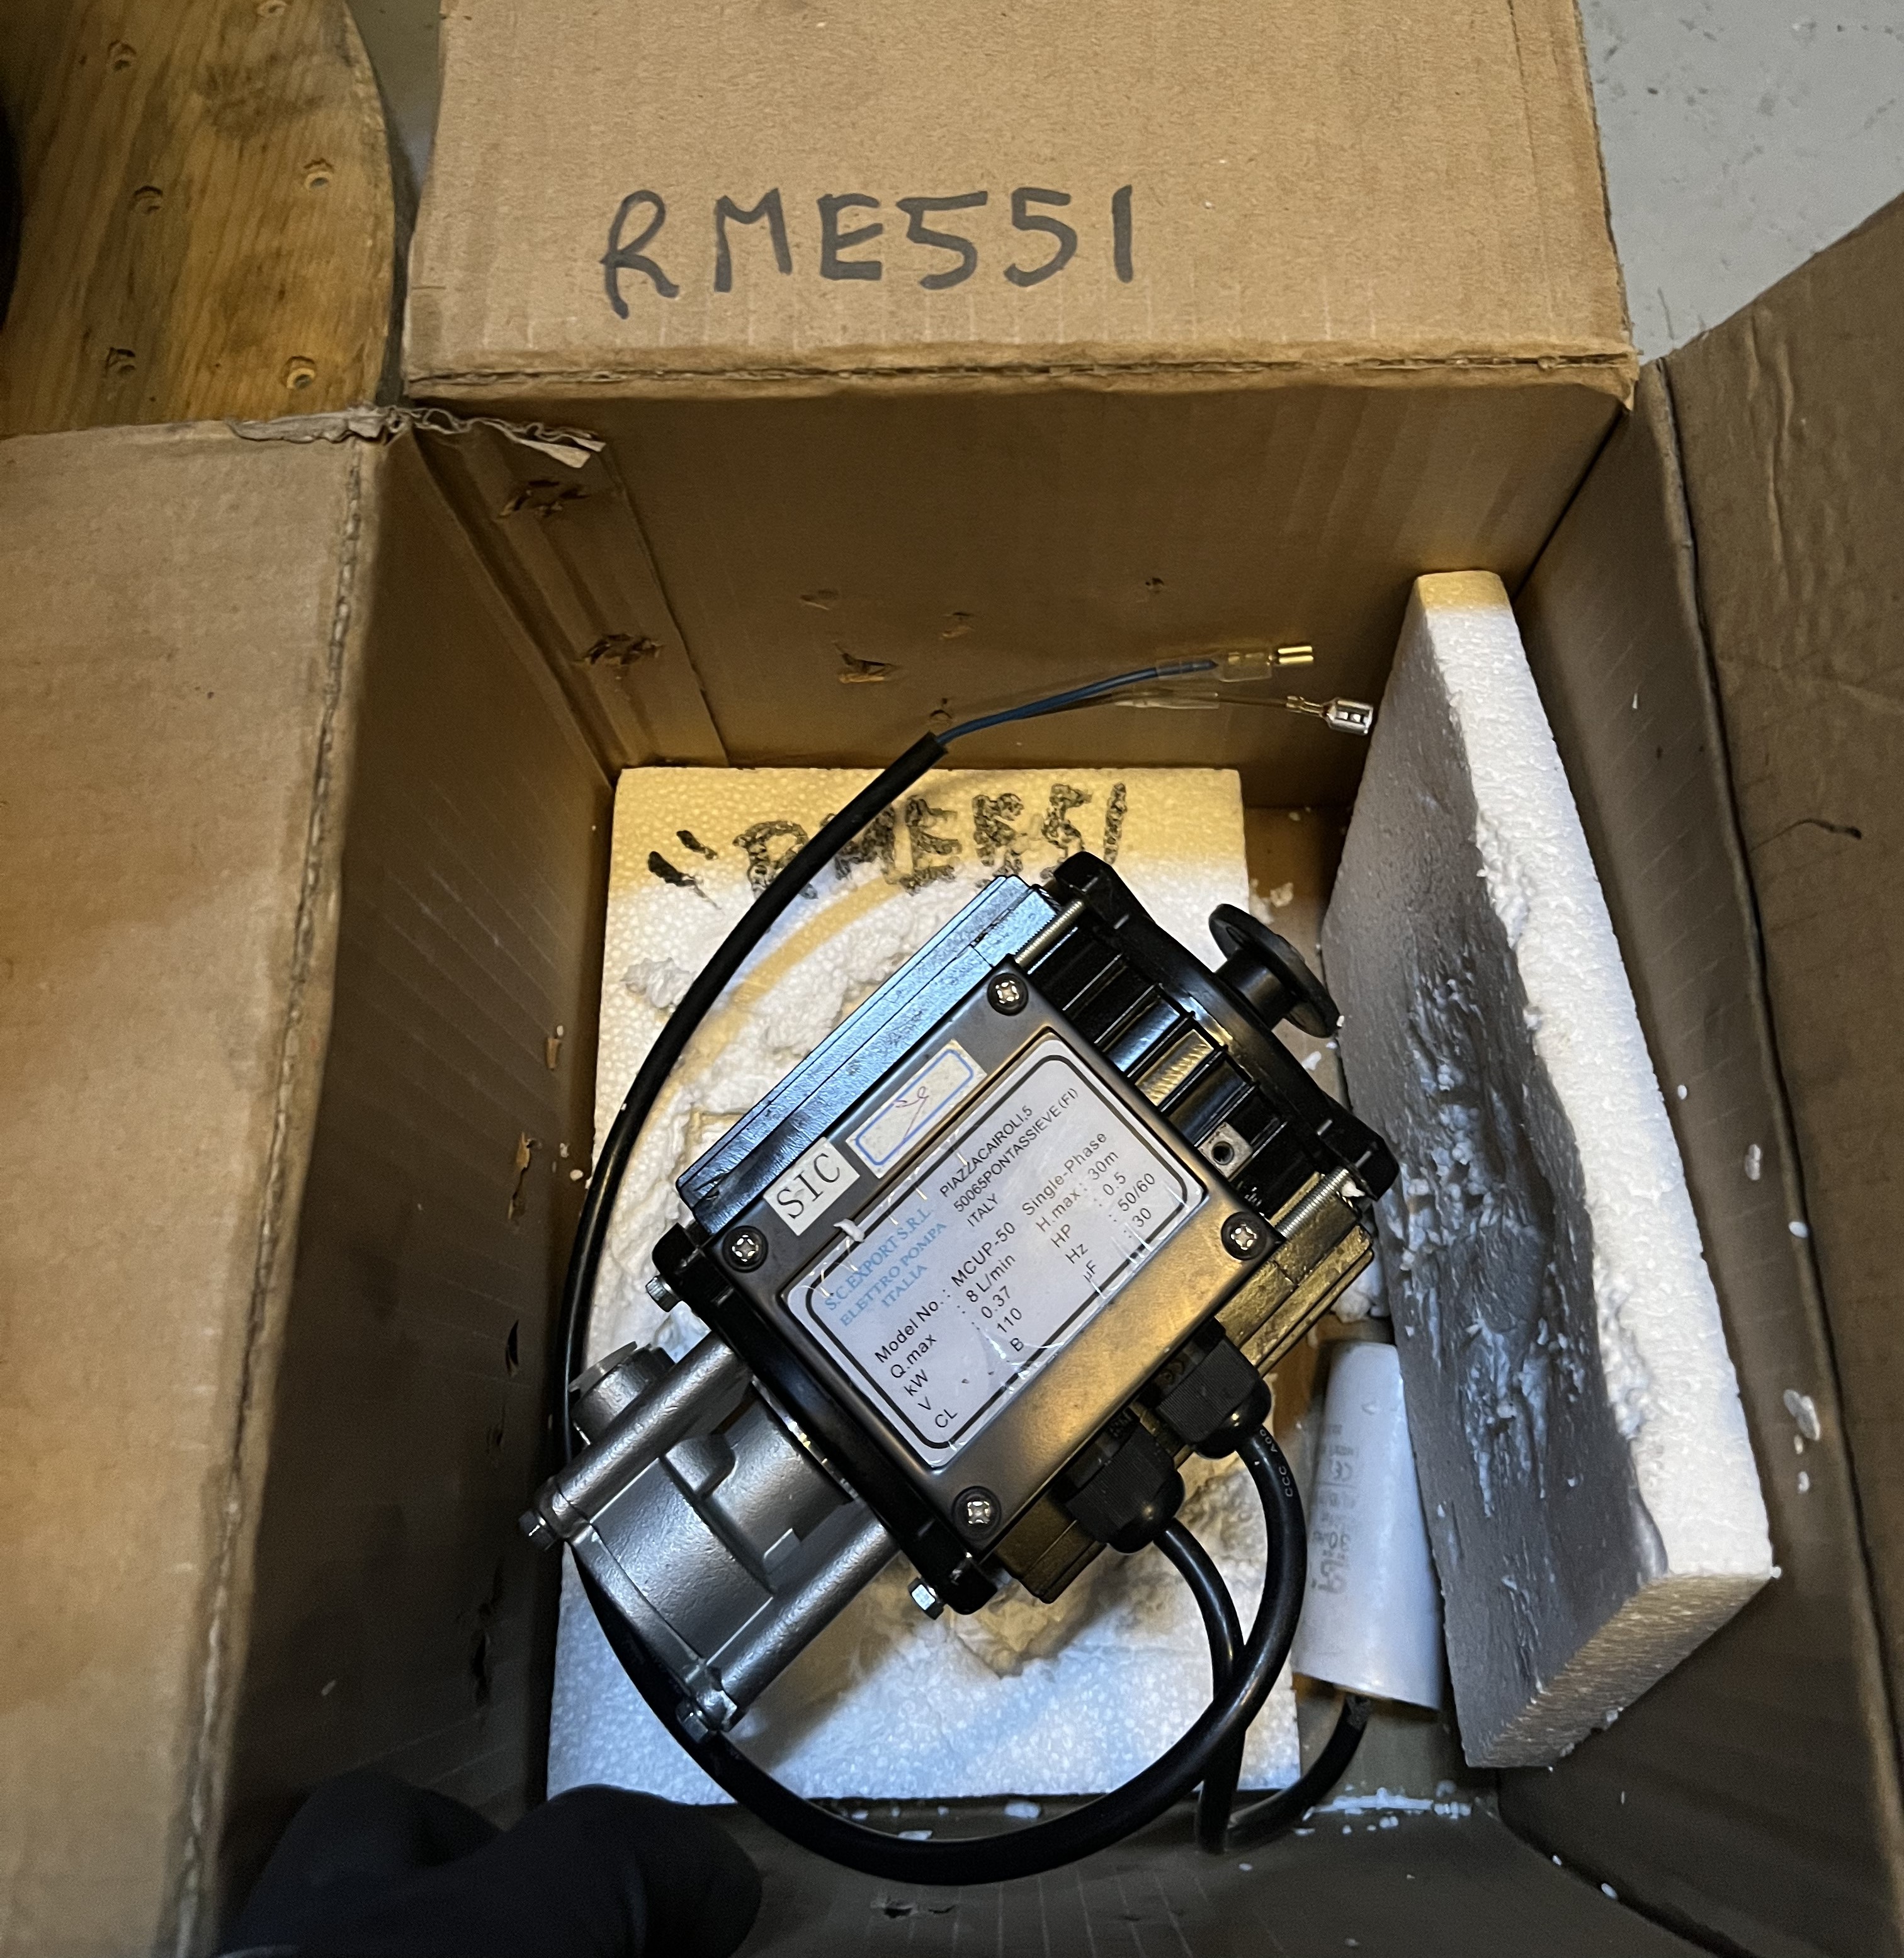 RME551
"RME551
SIC
S.C.EXPORT S.R.L
ELETTRO POMPA
ITALIA
PIAZZACAIROLI,5
50065PONTASSIEVE(FI)
ITALY
Model No. : MCUP-50 Single-Phase
Q.max : 8 L/min H.max : 30m
kW : 0.37 HP : 0.5
V : 110 Hz : 50/60
CL B µF : 30
CCC